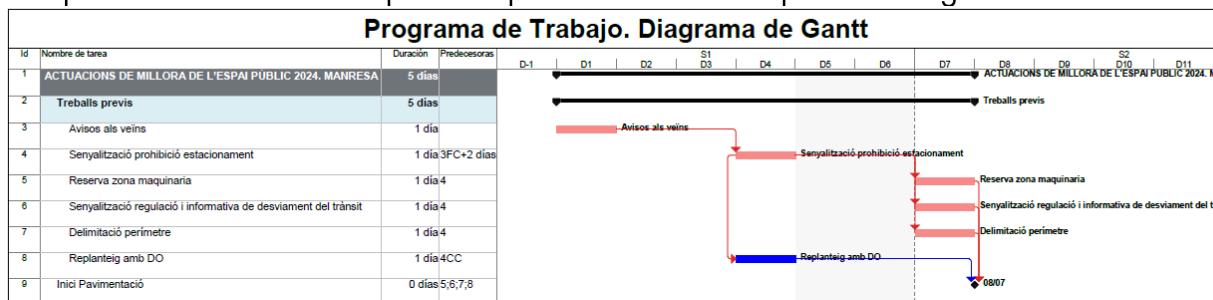 Programa de Trabajo. Diagrama de Gantt
Id Nombre de tarea Duración Predecesoras S1 S2
D-1 D1 D2 D3 D4 D5 D6 D7 D8 D9 D10 D11
1 ACTUACIONS DE MILLORA DE L'ESPAI PÚBLIC 2024. MANRESA 5 días ACTUACIONS DE MILLORA DE L'ESPAI PÚBLIC 2024. M
2 Treballs previs 5 días Treballs previs
3 Avisos als veïns 1 día Avisos als veïns
4 Senyalització prohibició estacionament 1 día 3FC+2 días Senyalització prohibició estacionament
5 Reserva zona maquinaria 1 día 4 Reserva zona maquinaria
6 Senyalització regulació i informativa de desviament del trànsit 1 día 4 Senyalització regulació i informativa de desviament del t
7 Delimitació perímetre 1 día 4 Delimitació perímetre
8 Replanteig amb DO 1 día 4CC Replanteig amb DO
9 Inici Pavimentació 0 días 5;6;7;8 08/07